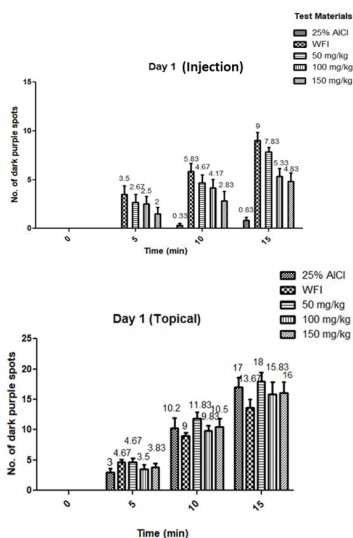 Test Materials
25% AlCl
WFI
50 mg/kg
100 mg/kg
150 mg/kg
Day 1 (Injection)
No. of dark purple spots
15
10
5
0
3.5
2.67
2.5
2
0.33
5.83
4.67
4.17
2.83
0.83
9
7.83
5.33
4.83
0
5
10
15
Time (min)
25% AlCl
WFI
50 mg/kg
100 mg/kg
150 mg/kg
Day 1 (Topical)
No. of dark purple spots
25
20
15
10
5
0
3
4.67
4.67
3.5
3.83
10.2
9
11.83
9.83
10.5
17
13.67
18
15.83
16
0
5
10
15
Time (min)